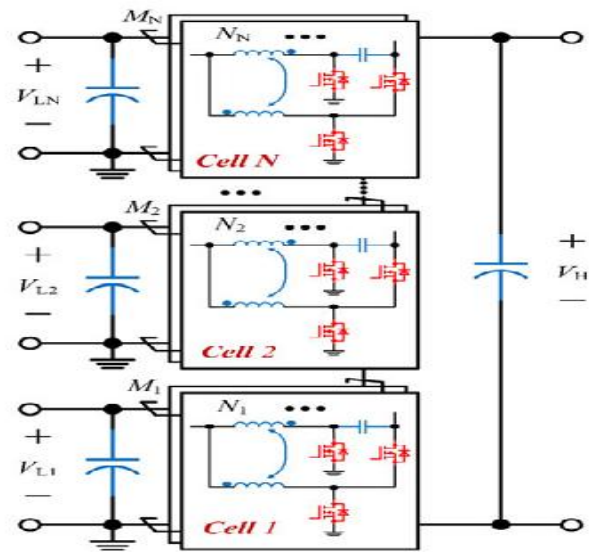 M_N
N_N •••
+
V_LN
−
Cell N
•••
M_2
N_2 •••
+
V_L2
−
Cell 2
+
V_H
−
M_1
N_1 •••
+
V_L1
−
Cell 1